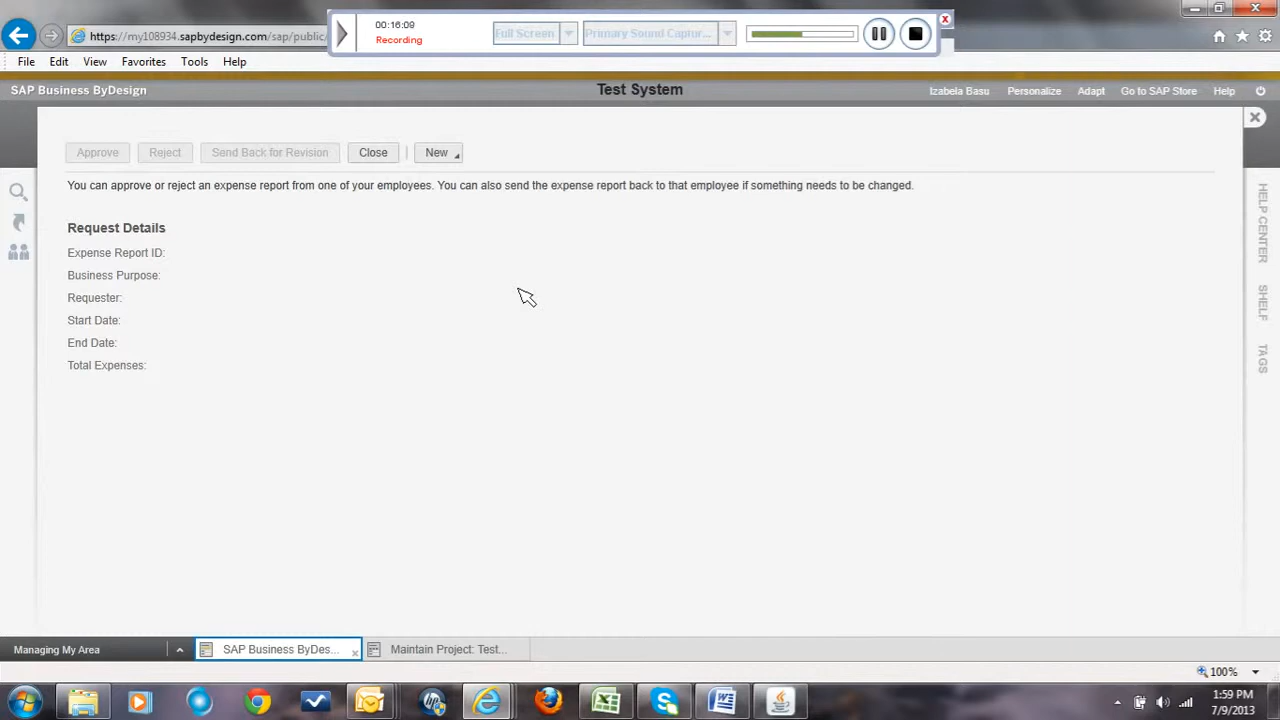 00:16:09
Recording
Full Screen
Primary Sound Captur...
x
https://my108934.sapbydesign.com/sap/public/
File Edit View Favorites Tools Help
SAP Business ByDesign
Test System
Izabela Basu Personalize Adapt Go to SAP Store Help
Approve Reject Send Back for Revision Close | New
You can approve or reject an expense report from one of your employees. You can also send the expense report back to that employee if something needs to be changed.
Request Details
Expense Report ID:
Business Purpose:
Requester:
Start Date:
End Date:
Total Expenses:
HELP CENTER
SHELF
TAGS
Managing My Area
SAP Business ByDes...
Maintain Project: Test...
100%
1:59 PM
7/9/2013